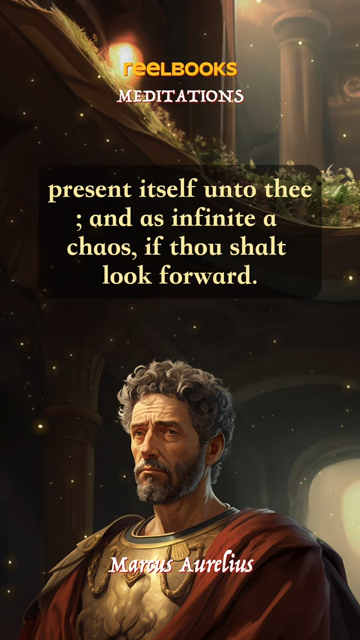 reelBOOKS
MEDITATIONS
present itself unto thee
; and as infinite a
chaos, if thou shalt
look forward.
Marcus Aurelius